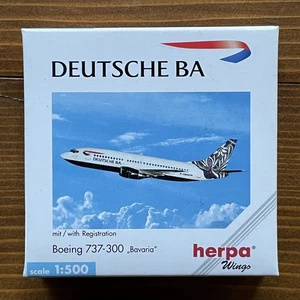 DEUTSCHE BA
DEUTSCHE BA
mit / with Registration
Boeing 737-300 „Bavaria“
herpa
Wings
scale 1:500